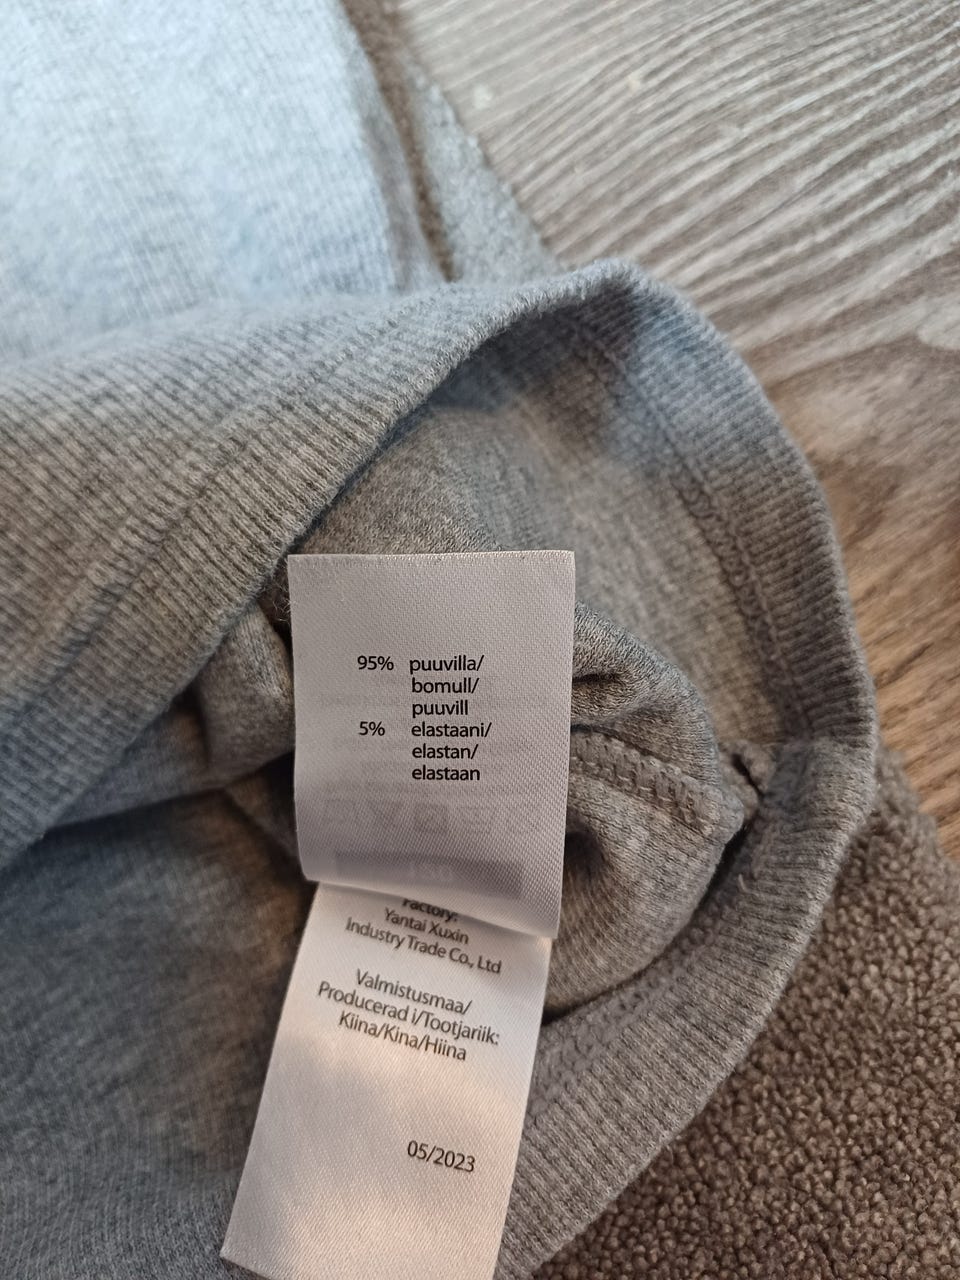 95% puuvilla/
bomull/
puuvill
5% elastaani/
elastan/
elastaan
Factory:
Yantai Xuxin
Industry Trade Co., Ltd
Valmistusmaa/
Producerad i/Tootjariik:
Kiina/Kina/Hiina
05/2023